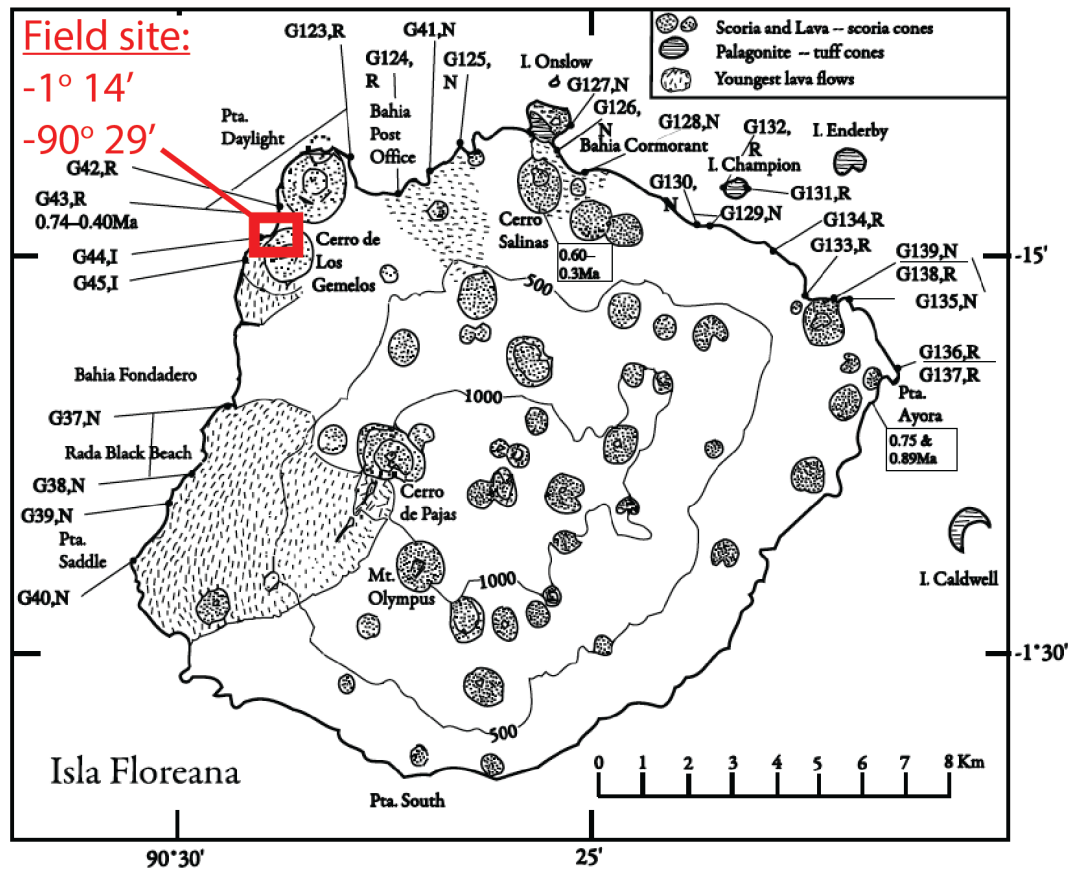 Field site:
-1° 14’
-90° 29’
G123,R
G41,N
G124,
R
G125,
N
Bahia
Post
Office
I. Onslow
G127,N
G126,
N
Bahia Cormorant
G128,N
G132,
R
I. Champion
I. Enderby
Scoria and Lava -- scoria cones
Palagonite -- tuff cones
Youngest lava flows
Pta.
Daylight
G42,R
G43,R
0.74–0.40Ma
G44,I
G45,I
Cerro de
Los
Gemelos
Cerro
Salinas
0.60–
0.3Ma
G130,
N
G129,N
G131,R
G134,R
G133,R
G139,N
G138,R
G135,N
-15'
500
1000
G136,R
G137,R
Pta.
Ayora
0.75 &
0.89Ma
Bahia Fondadero
G37,N
Rada Black Beach
G38,N
G39,N
Pta.
Saddle
G40,N
Cerro
de Pajas
Mt.
Olympus
1000
500
I. Caldwell
-1°30'
Isla Floreana
Pta. South
0 1 2 3 4 5 6 7 8 Km
90°30'
25'